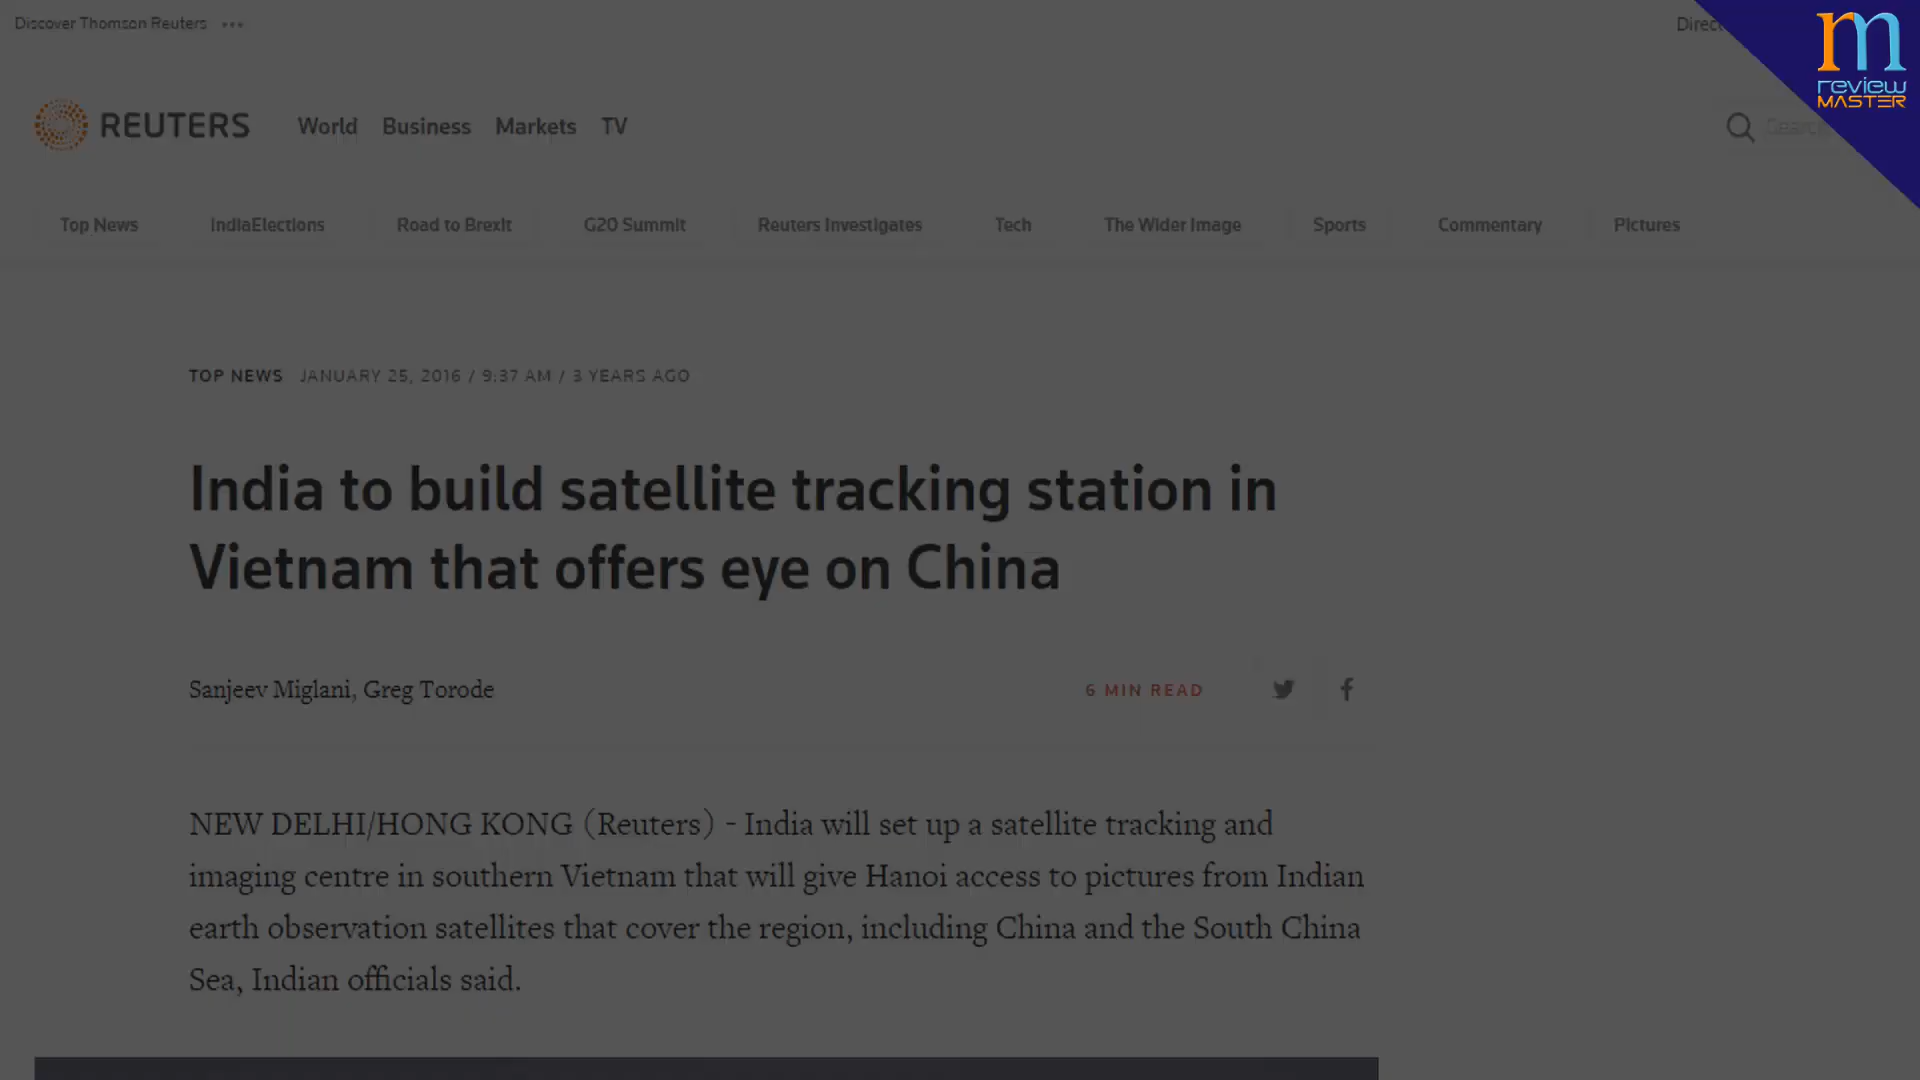 Discover Thomson Reuters •••
rm
review
MASTER
REUTERS World Business Markets TV
Top News IndiaElections Road to Brexit G20 Summit Reuters Investigates Tech The Wider Image Sports Commentary Pictures
TOP NEWS JANUARY 25, 2016 / 9:37 AM / 3 YEARS AGO
India to build satellite tracking station in
Vietnam that offers eye on China
Sanjeev Miglani, Greg Torode 6 MIN READ
NEW DELHI/HONG KONG (Reuters) - India will set up a satellite tracking and
imaging centre in southern Vietnam that will give Hanoi access to pictures from Indian
earth observation satellites that cover the region, including China and the South China
Sea, Indian officials said.